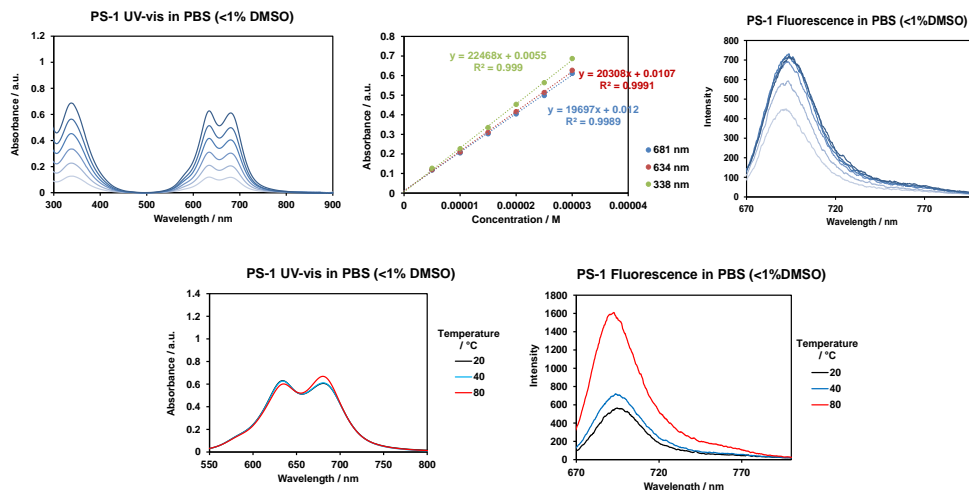 PS-1 UV-vis in PBS (<1% DMSO)
Absorbance / a.u.
1.2
1
0.8
0.6
0.4
0.2
0
300 400 500 600 700 800 900
Wavelength / nm
Absorbance / a.u.
0.8
0.7
0.6
0.5
0.4
0.3
0.2
0.1
0
y = 22468x + 0.0055
R² = 0.999
y = 20308x + 0.0107
R² = 0.9991
y = 19697x + 0.012
R² = 0.9989
681 nm
634 nm
338 nm
0 0.00001 0.00002 0.00003 0.00004
Concentration / M
PS-1 Fluorescence in PBS (<1%DMSO)
Intensity
800
700
600
500
400
300
200
100
0
670 720 770
Wavelength / nm
PS-1 UV-vis in PBS (<1% DMSO)
Absorbance / a.u.
1.4
1.2
1
0.8
0.6
0.4
0.2
0
550 600 650 700 750 800
Wavelength / nm
Temperature
/ °C
20
40
80
PS-1 Fluorescence in PBS (<1%DMSO)
Intensity
1800
1600
1400
1200
1000
800
600
400
200
0
670 720 770
Wavelength / nm
Temperature
/ °C
20
40
80